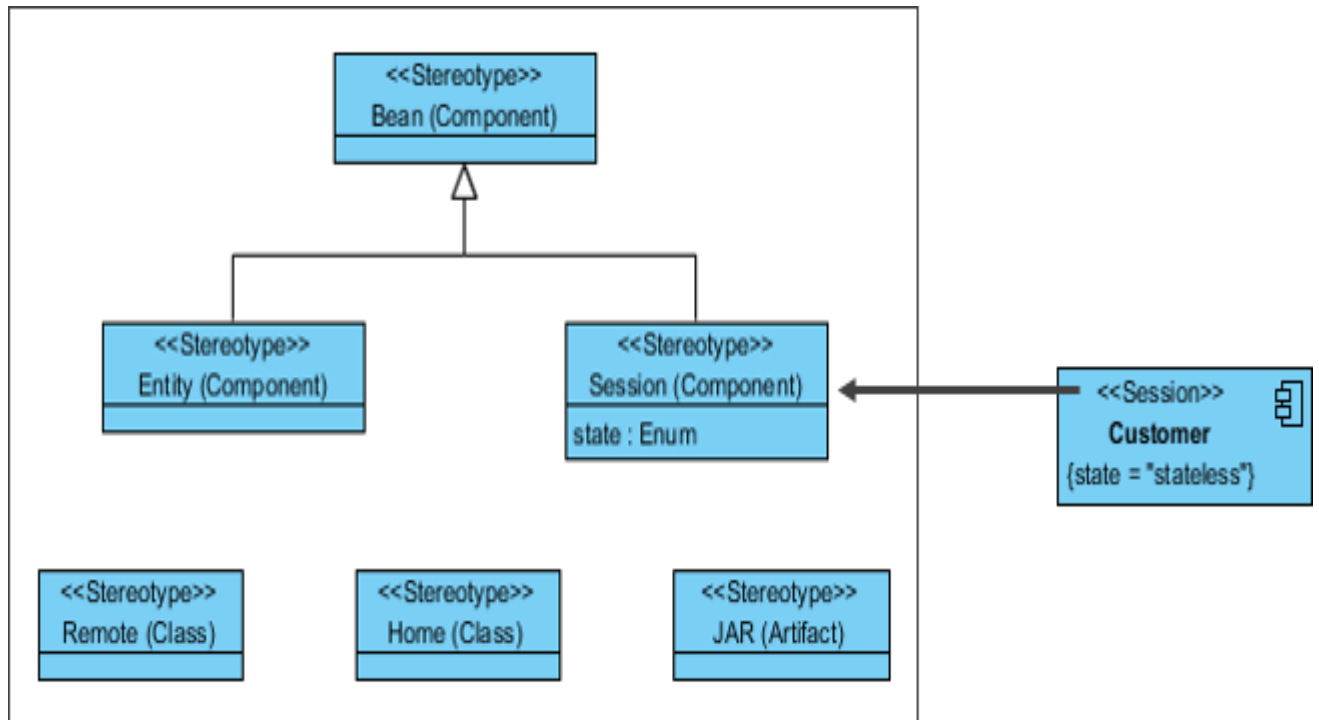 <<Stereotype>>
Bean (Component)
<<Stereotype>>
Entity (Component)
<<Stereotype>>
Session (Component)
state : Enum
<<Session>>
Customer
{state = "stateless"}
<<Stereotype>>
Remote (Class)
<<Stereotype>>
Home (Class)
<<Stereotype>>
JAR (Artifact)